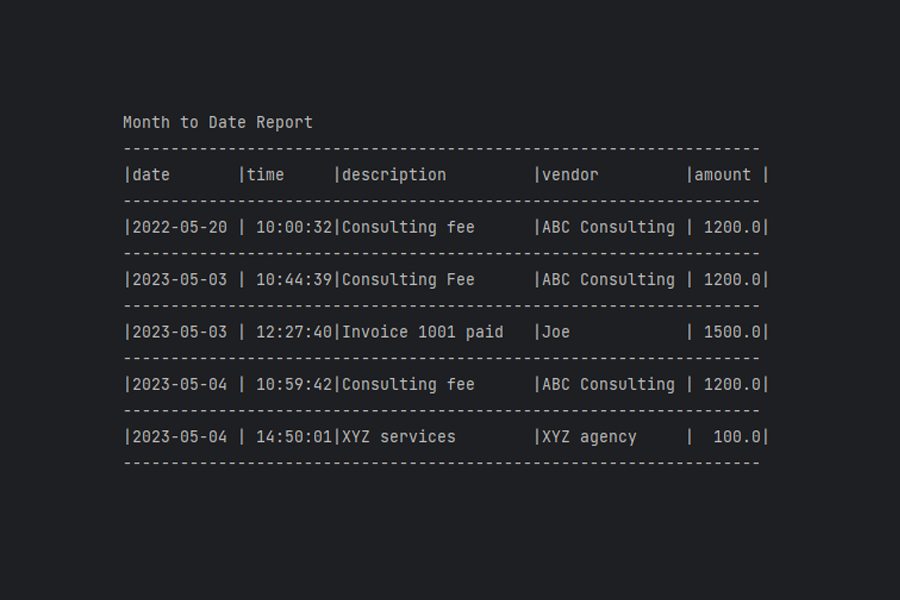 Month to Date Report
-------------------------------------------------------------------
|date       |time     |description         |vendor         |amount |
-------------------------------------------------------------------
|2022-05-20 | 10:00:32|Consulting fee      |ABC Consulting | 1200.0|
-------------------------------------------------------------------
|2023-05-03 | 10:44:39|Consulting Fee      |ABC Consulting | 1200.0|
-------------------------------------------------------------------
|2023-05-03 | 12:27:40|Invoice 1001 paid   |Joe            | 1500.0|
-------------------------------------------------------------------
|2023-05-04 | 10:59:42|Consulting fee      |ABC Consulting | 1200.0|
-------------------------------------------------------------------
|2023-05-04 | 14:50:01|XYZ services        |XYZ agency     |  100.0|
-------------------------------------------------------------------